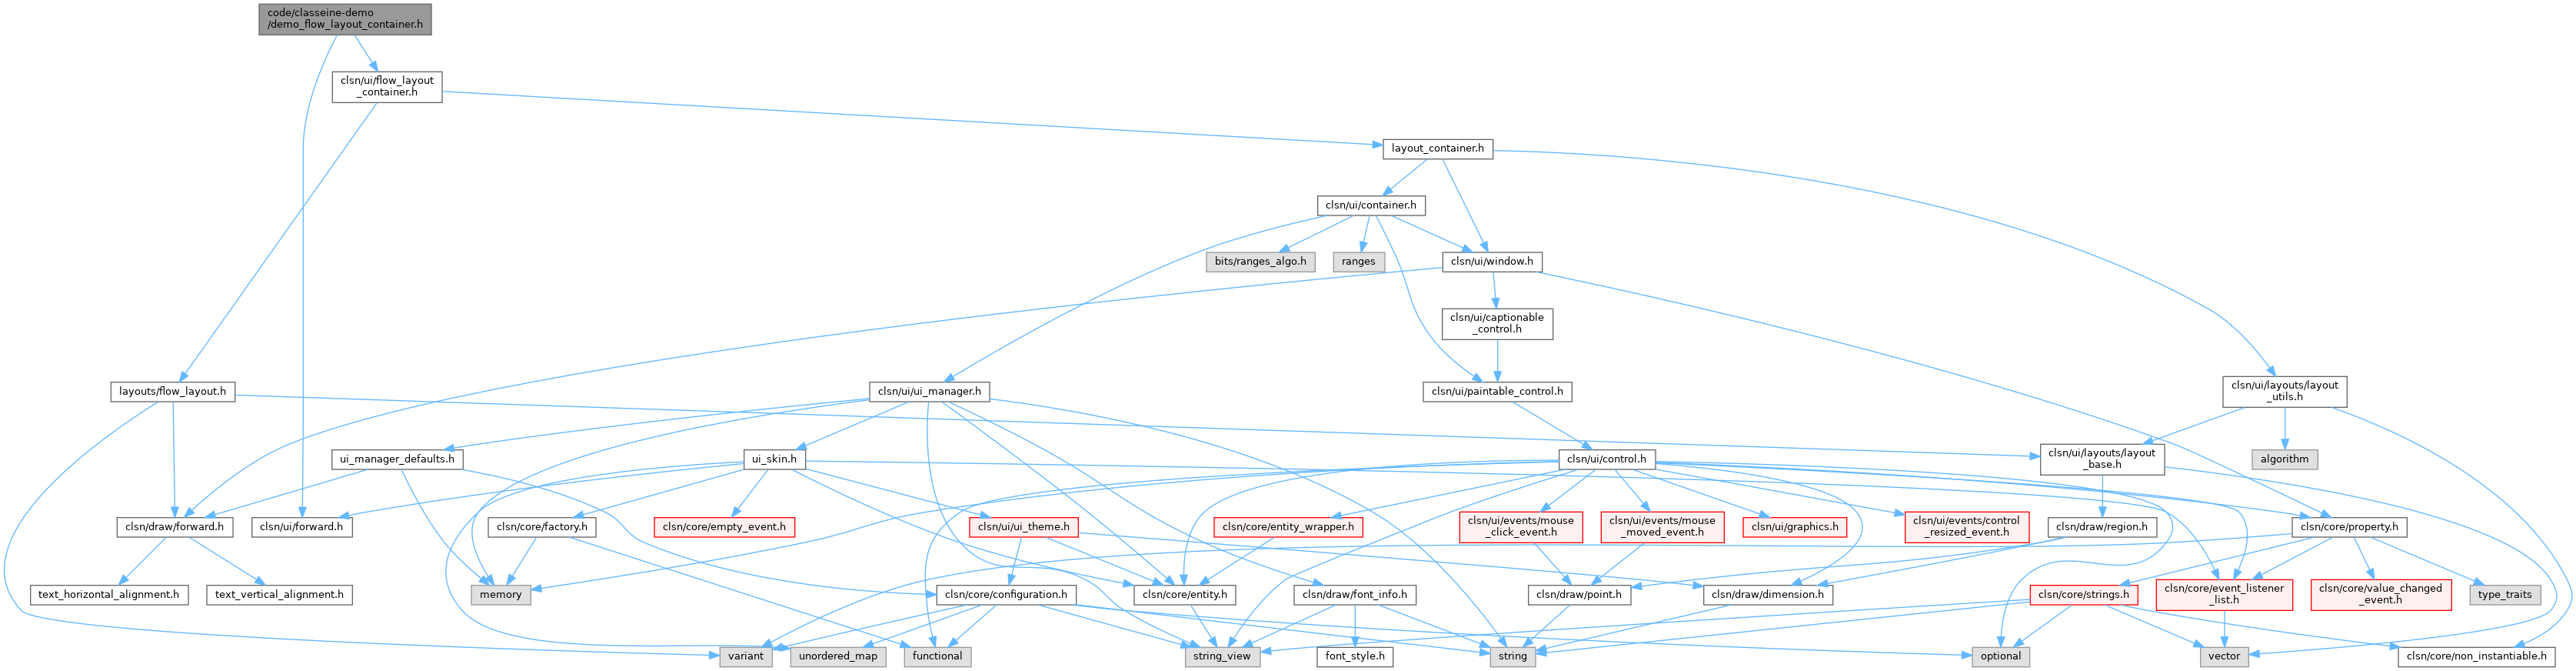 code/classeine-demo
/demo_flow_layout_container.h
clsn/ui/flow_layout
_container.h
layout_container.h
clsn/ui/container.h
bits/ranges_algo.h
ranges
clsn/ui/window.h
clsn/ui/captionable
_control.h
layouts/flow_layout.h
clsn/ui/ui_manager.h
clsn/ui/paintable_control.h
clsn/ui/layouts/layout
_utils.h
ui_manager_defaults.h
ui_skin.h
clsn/ui/control.h
clsn/ui/layouts/layout
_base.h
algorithm
clsn/draw/forward.h
clsn/ui/forward.h
clsn/core/factory.h
clsn/core/empty_event.h
clsn/ui/ui_theme.h
clsn/core/entity_wrapper.h
clsn/ui/events/mouse
_click_event.h
clsn/ui/events/mouse
_moved_event.h
clsn/ui/graphics.h
clsn/ui/events/control
_resized_event.h
clsn/draw/region.h
clsn/core/property.h
text_horizontal_alignment.h
text_vertical_alignment.h
memory
clsn/core/configuration.h
clsn/core/entity.h
clsn/draw/font_info.h
clsn/draw/point.h
clsn/draw/dimension.h
clsn/core/strings.h
clsn/core/event_listener
_list.h
clsn/core/value_changed
_event.h
type_traits
variant
unordered_map
functional
string_view
font_style.h
string
optional
vector
clsn/core/non_instantiable.h